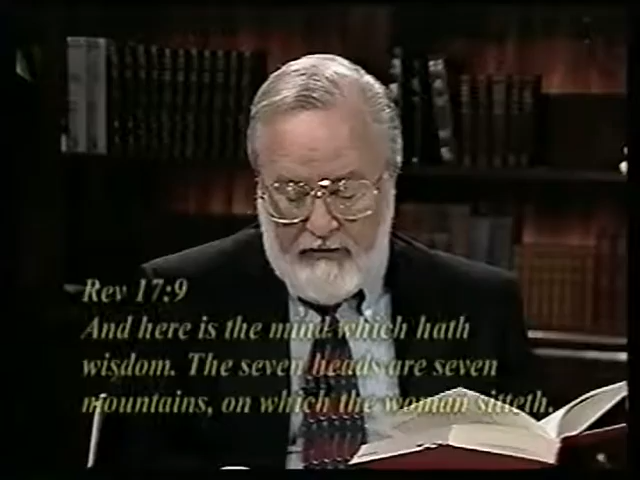 Rev 17:9
And here is the mind which hath
wisdom. The seven heads are seven
mountains, on which the woman sitteth.